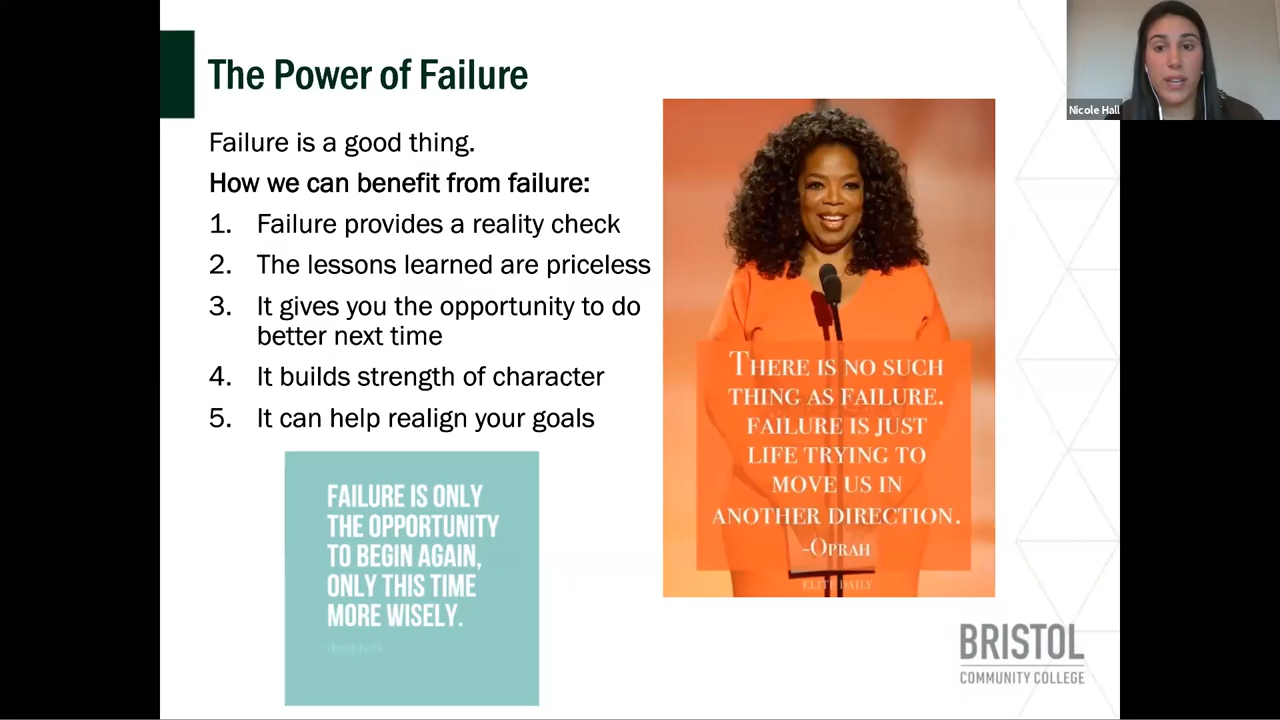 The Power of Failure
Failure is a good thing.
How we can benefit from failure:
1. Failure provides a reality check
2. The lessons learned are priceless
3. It gives you the opportunity to do
better next time
4. It builds strength of character
5. It can help realign your goals
FAILURE IS ONLY
THE OPPORTUNITY
TO BEGIN AGAIN,
ONLY THIS TIME
MORE WISELY.
THERE IS NO SUCH
THING AS FAILURE.
FAILURE IS JUST
LIFE TRYING TO
MOVE US IN
ANOTHER DIRECTION.
-OPRAH
ELITE DAILY
Nicole Hall
BRISTOL
COMMUNITY COLLEGE